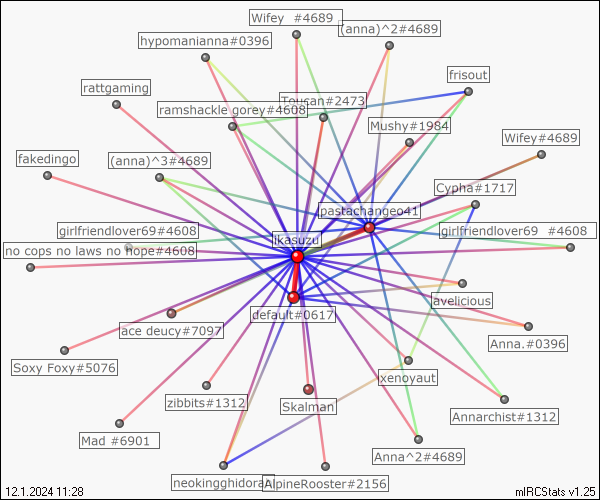 Wifey #4689
(anna)^2#4689
hypomanianna#0396
frisout
rattgaming
Toucan#2473
ramshackle gorey#4608
Mushy#1984
Wifey#4689
fakedingo
(anna)^3#4689
Cypha#1717
pastachangeo41
girlfriendlover69#4608
girlfriendlover69 #4608
ikasuzu
no cops no laws no hope#4608
javelicious
default#0617
ace deucy#7097
Anna.#0396
Soxy Foxy#5076
xenoyaut
zibbits#1312
Skalman
Annarchist#1312
Mad #6901
Anna^2#4689
neokingghidorah
AlpineRooster#2156
12.1.2024 11:28
mIRCStats v1.25